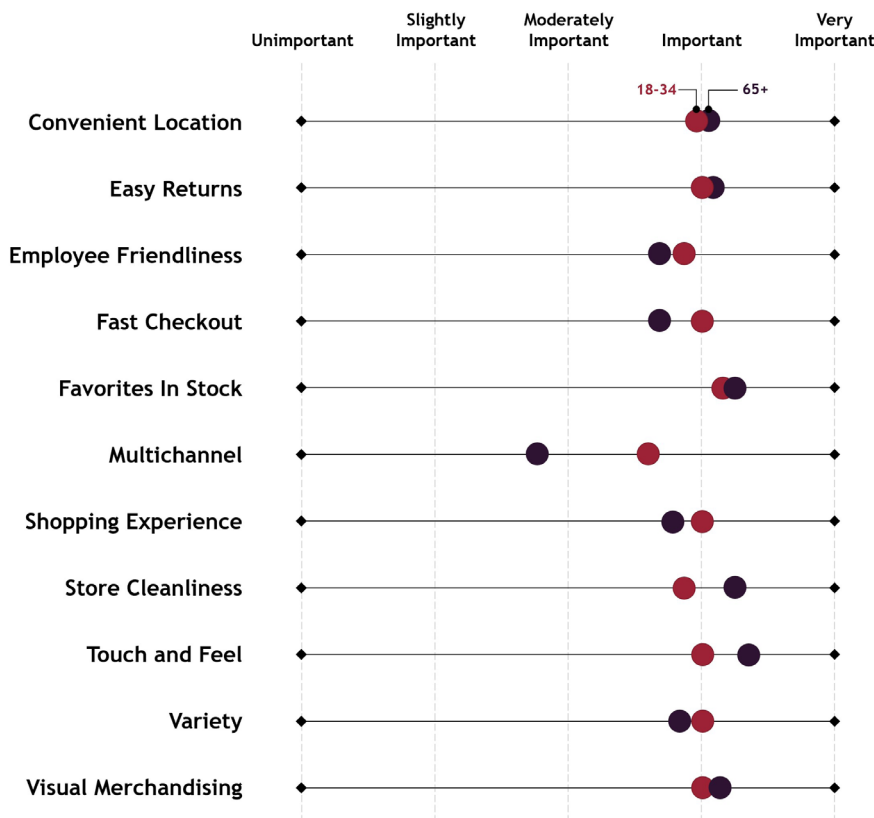 Unimportant
Slightly
Important
Moderately
Important
Important
Very
Important
18-34
65+
Convenient Location
Easy Returns
Employee Friendliness
Fast Checkout
Favorites In Stock
Multichannel
Shopping Experience
Store Cleanliness
Touch and Feel
Variety
Visual Merchandising